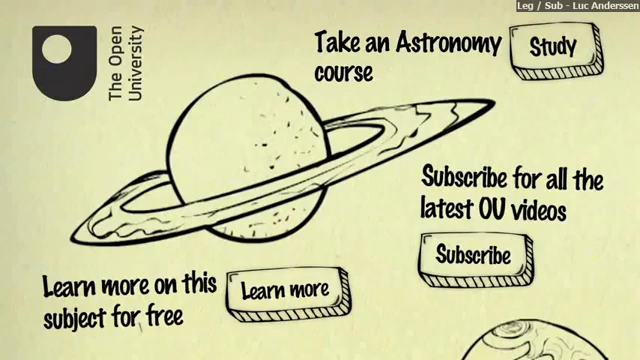 Leg / Sub - Luc Anderssen
The Open
University
Take an Astronomy
course
Study
Subscribe for all the
latest OU videos
Subscribe
Learn more on this
subject for free
Learn more